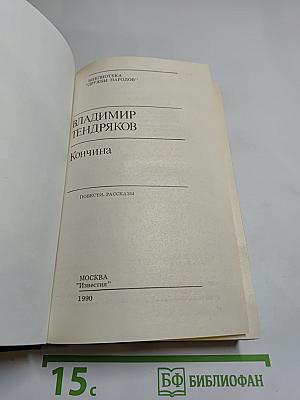 БИБЛИОТЕКА
"ДРУЖБЫ НАРОДОВ"
ВЛАДИМИР
ТЕНДРЯКОВ
Кончина
ПОВЕСТИ, РАССКАЗЫ
МОСКВА
"Известия"
1990
15с
БФ БИБЛИОФАН